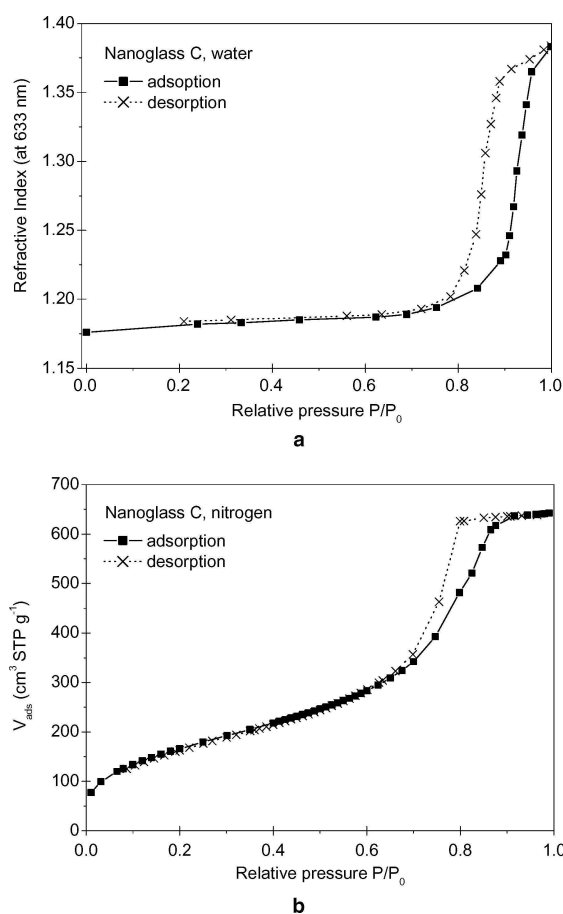 1.40
1.35
1.30
1.25
1.20
1.15
Refractive Index (at 633 nm)
Nanoglass C, water
adsoption
desorption
0.0 0.2 0.4 0.6 0.8 1.0
Relative pressure P/P0
a
700
600
500
400
300
200
100
0
Vads (cm3 STP g-1)
Nanoglass C, nitrogen
adsorption
desorption
0.0 0.2 0.4 0.6 0.8 1.0
Relative pressure P/P0
b